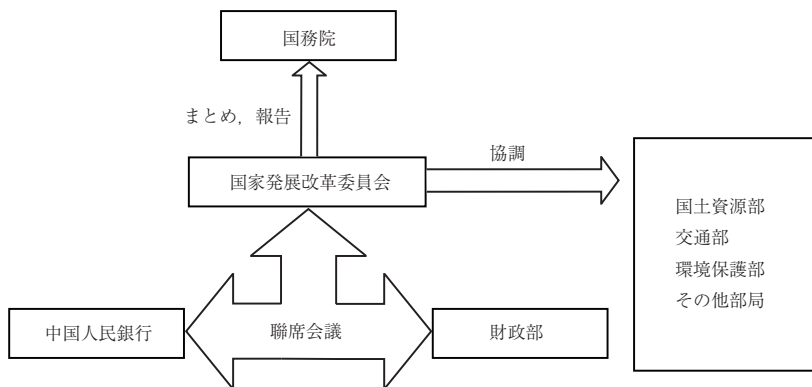 国務院
まとめ，報告
国家発展改革委員会
協調
国土資源部
交通部
環境保護部
その他部局
中国人民銀行
聯席会議
財政部